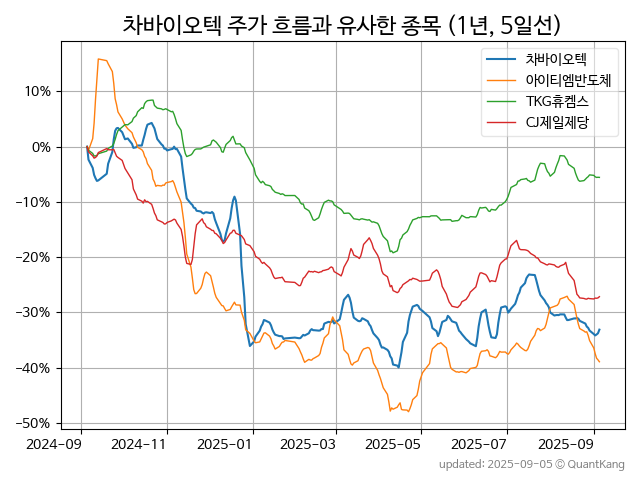 차바이오텍 주가 흐름과 유사한 종목 (1년, 5일선)
차바이오텍
아이티엠반도체
TKG휴켐스
CJ제일제당
10%
0%
−10%
−20%
−30%
−40%
−50%
2024-09 2024-11 2025-01 2025-03 2025-05 2025-07 2025-09
updated: 2025-09-05 © QuantKang